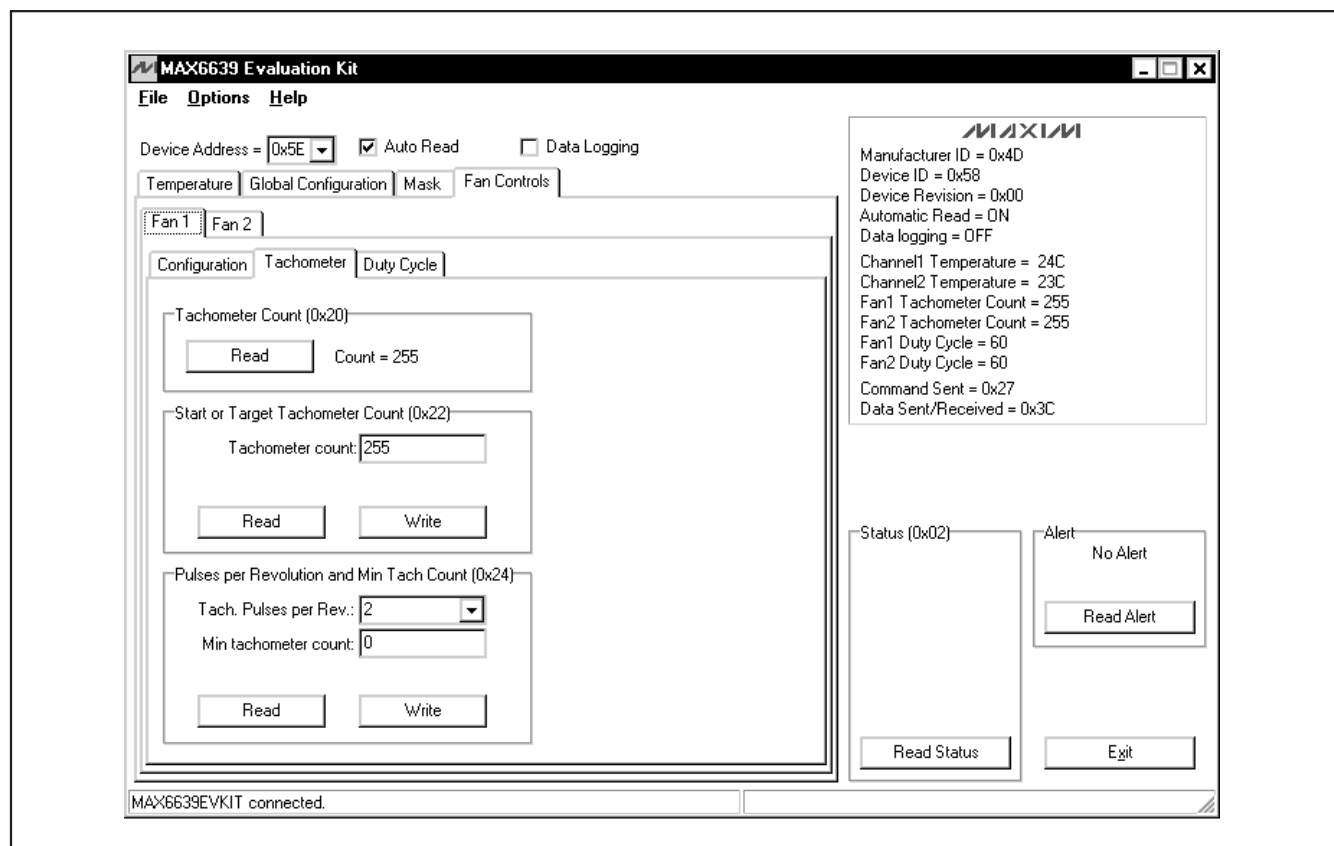 MAX6639 Evaluation Kit
File Options Help
Device Address = 0x5E Auto Read Data Logging
Temperature Global Configuration Mask Fan Controls
Fan 1 Fan 2
Configuration Tachometer Duty Cycle
Tachometer Count (0x20)
Read Count = 255
Start or Target Tachometer Count (0x22)
Tachometer count: 255
Read Write
Pulses per Revolution and Min Tach Count (0x24)
Tach. Pulses per Rev.: 2
Min tachometer count: 0
Read Write
MAXIM
Manufacturer ID = 0x4D
Device ID = 0x58
Device Revision = 0x00
Automatic Read = ON
Data logging = OFF
Channel1 Temperature = 24C
Channel2 Temperature = 23C
Fan1 Tachometer Count = 255
Fan2 Tachometer Count = 255
Fan1 Duty Cycle = 60
Fan2 Duty Cycle = 60
Command Sent = 0x27
Data Sent/Received = 0x3C
Status (0x02)
Read Status
Alert
No Alert
Read Alert
Exit
MAX6639EVKIT connected.